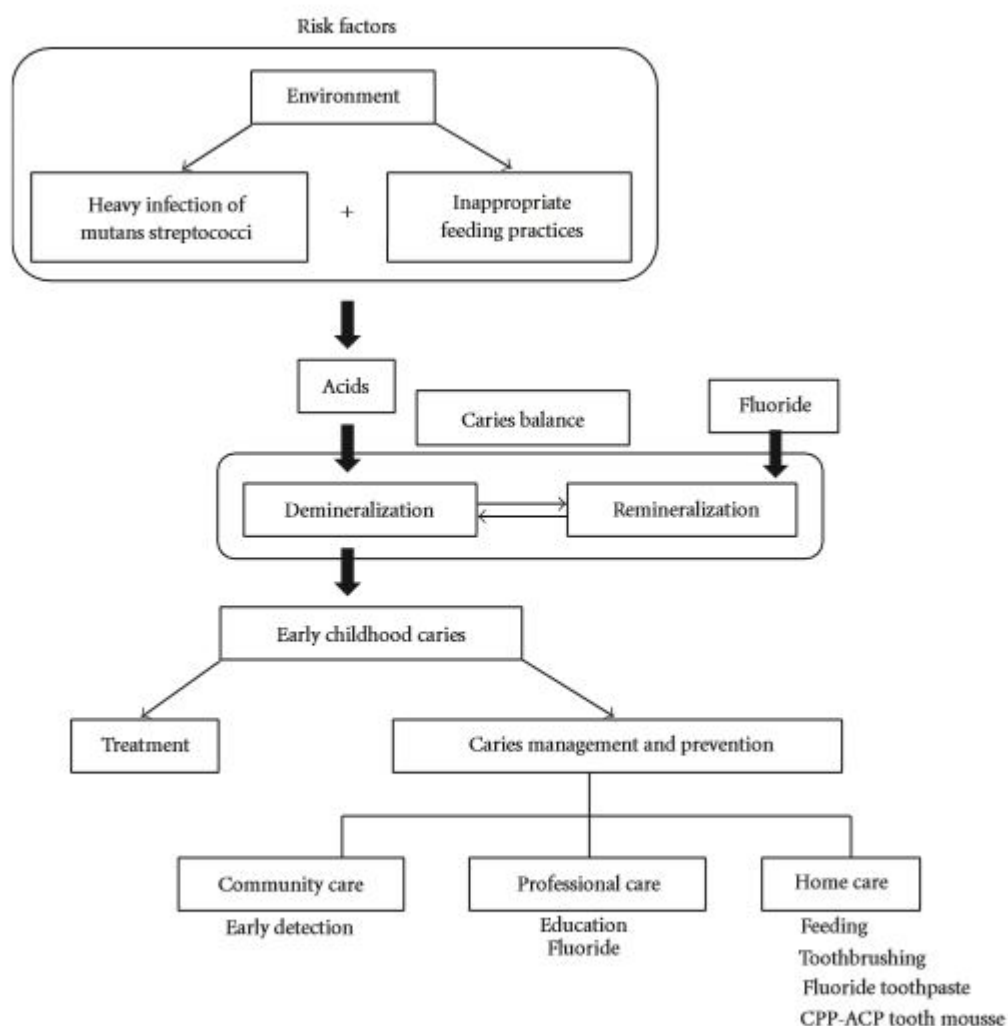 Risk factors
Environment
Heavy infection of
mutans streptococci
+
Inappropriate
feeding practices
Acids
Caries balance
Fluoride
Demineralization
Remineralization
Early childhood caries
Treatment
Caries management and prevention
Community care
Early detection
Professional care
Education
Fluoride
Home care
Feeding
Toothbrushing
Fluoride toothpaste
CPP-ACP tooth mousse